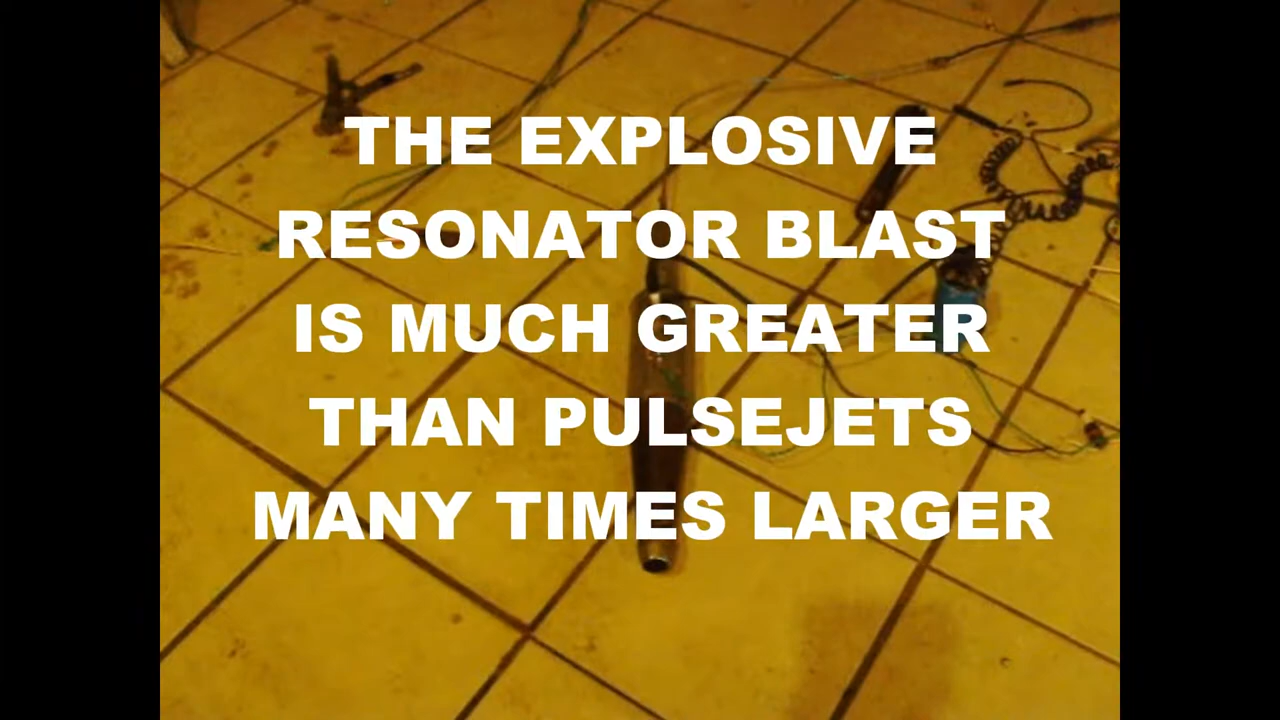 THE EXPLOSIVE
RESONATOR BLAST
IS MUCH GREATER
THAN PULSEJETS
MANY TIMES LARGER